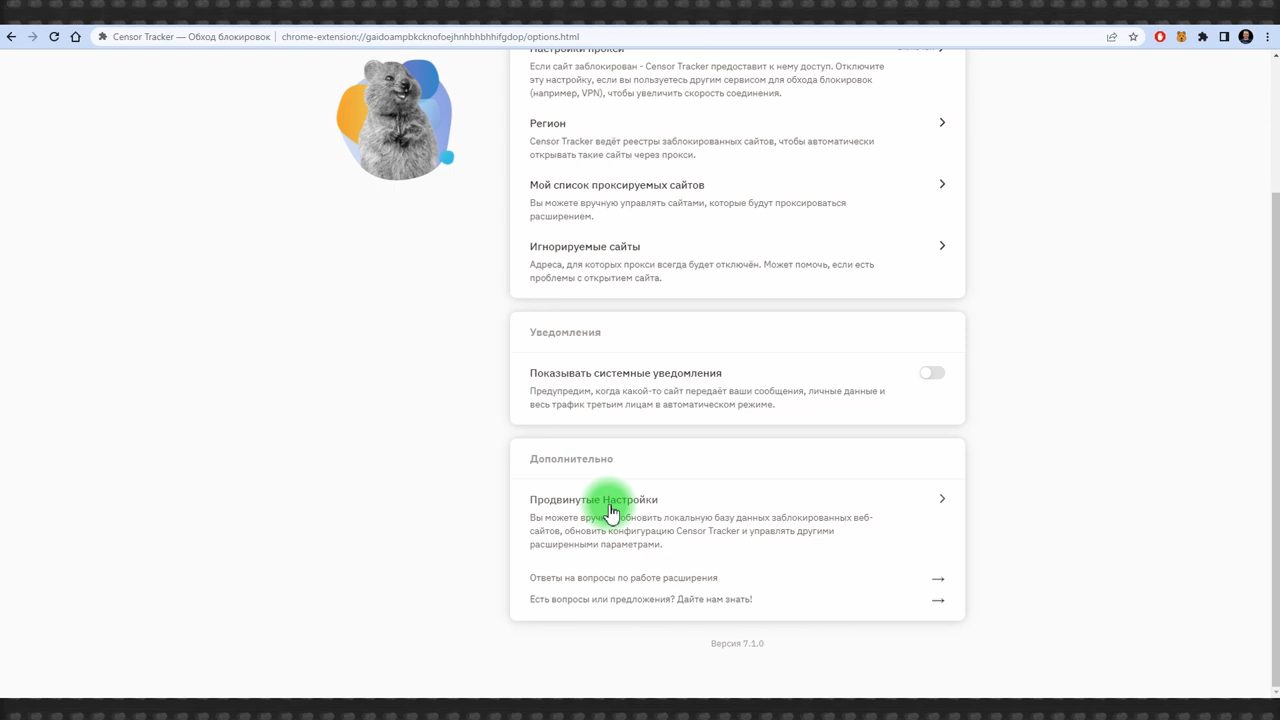 Censor Tracker — Обход блокировок
chrome-extension://gaidoampbkcknofoejhnhbhbhhifgdop/options.html
Настройки прокси
Если сайт заблокирован - Censor Tracker предоставит к нему доступ. Отключите
эту настройку, если вы пользуетесь другим сервисом для обхода блокировки
(например, VPN), чтобы увеличить скорость соединения.
Регион
Censor Tracker ведёт реестры заблокированных сайтов, чтобы автоматически
открывать такие сайты через прокси.
Мой список проксируемых сайтов
Вы можете вручную управлять сайтами, которые будут проксироваться
расширением.
Игнорируемые сайты
Адреса, для которых прокси всегда будет отключён. Может помочь, если есть
проблемы с открытием сайта.
Уведомления
Показывать системные уведомления
Предупредим, когда какой-то сайт передаёт ваши сообщения, личные данные и
весь трафик третьим лицам в автоматическом режиме.
Дополнительно
Продвинутые Настройки
Вы можете вручную обновить локальную базу данных заблокированных веб-
сайтов, обновить конфигурацию Censor Tracker и управлять другими
расширенными параметрами.
Ответы на вопросы по работе расширения
Есть вопросы или предложения? Дайте нам знать!
Версия 7.1.0